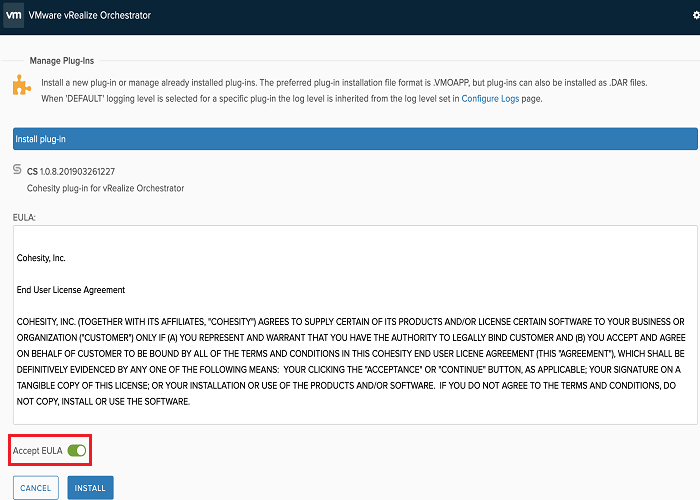 vm VMware vRealize Orchestrator
Manage Plug-Ins
Install a new plug-in or manage already installed plug-ins. The preferred plug-in installation file format is .VMOAPP, but plug-ins can also be installed as .DAR files.
When 'DEFAULT' logging level is selected for a specific plug-in the log level is inherited from the log level set in Configure Logs page.
Install plug-in
CS 1.0.8.201903261227
Cohesity plug-in for vRealize Orchestrator
EULA:
Cohesity, Inc.
End User License Agreement
COHESITY, INC. (TOGETHER WITH ITS AFFILIATES, "COHESITY") AGREES TO SUPPLY CERTAIN OF ITS PRODUCTS AND/OR LICENSE CERTAIN SOFTWARE TO YOUR BUSINESS OR
ORGANIZATION ("CUSTOMER") ONLY IF (A) YOU REPRESENT AND WARRANT THAT YOU HAVE THE AUTHORITY TO LEGALLY BIND CUSTOMER AND (B) YOU ACCEPT AND AGREE
ON BEHALF OF CUSTOMER TO BE BOUND BY ALL OF THE TERMS AND CONDITIONS IN THIS COHESITY END USER LICENE AGREEMENT (THIS "AGREEMENT"), WHICH SHALL BE
DEFINITIVELY EVIDENCED BY ANY ONE OF THE FOLLOWING MEANS: YOUR CLICKING THE "ACCEPTANCE" OR "CONTINUE" BUTTON, AS APPLICABLE; YOUR SIGNATURE ON A
TANGIBLE COPY OF THIS LICENSE; OR YOUR INSTALLATION OR USE OF THE PRODUCTS AND/OR SOFTWARE. IF YOU DO NOT AGREE TO THE TERMS AND CONDITIONS, DO
NOT COPY, INSTALL OR USE THE SOFTWARE.
Accept EULA
CANCEL INSTALL